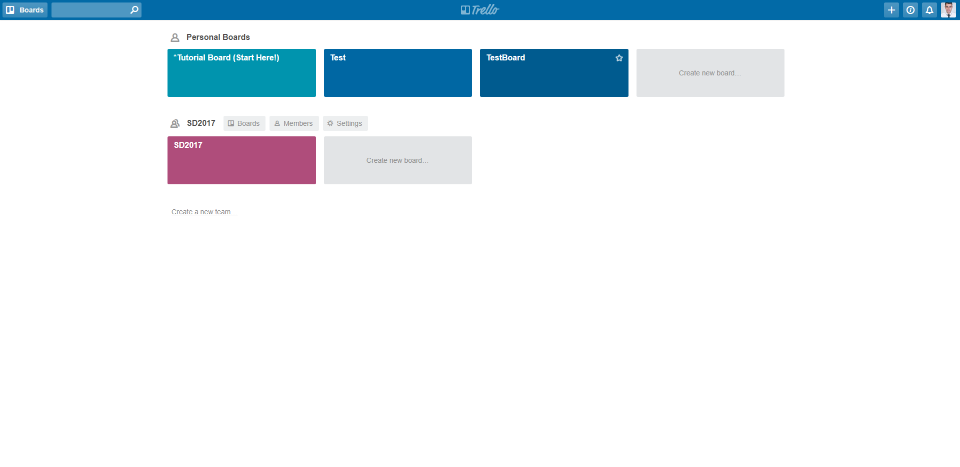 Boards
Trello
Personal Boards
*Tutorial Board (Start Here!)
Test
TestBoard
Create new board...
SD2017
Boards
Members
Settings
SD2017
Create new board...
Create a new team